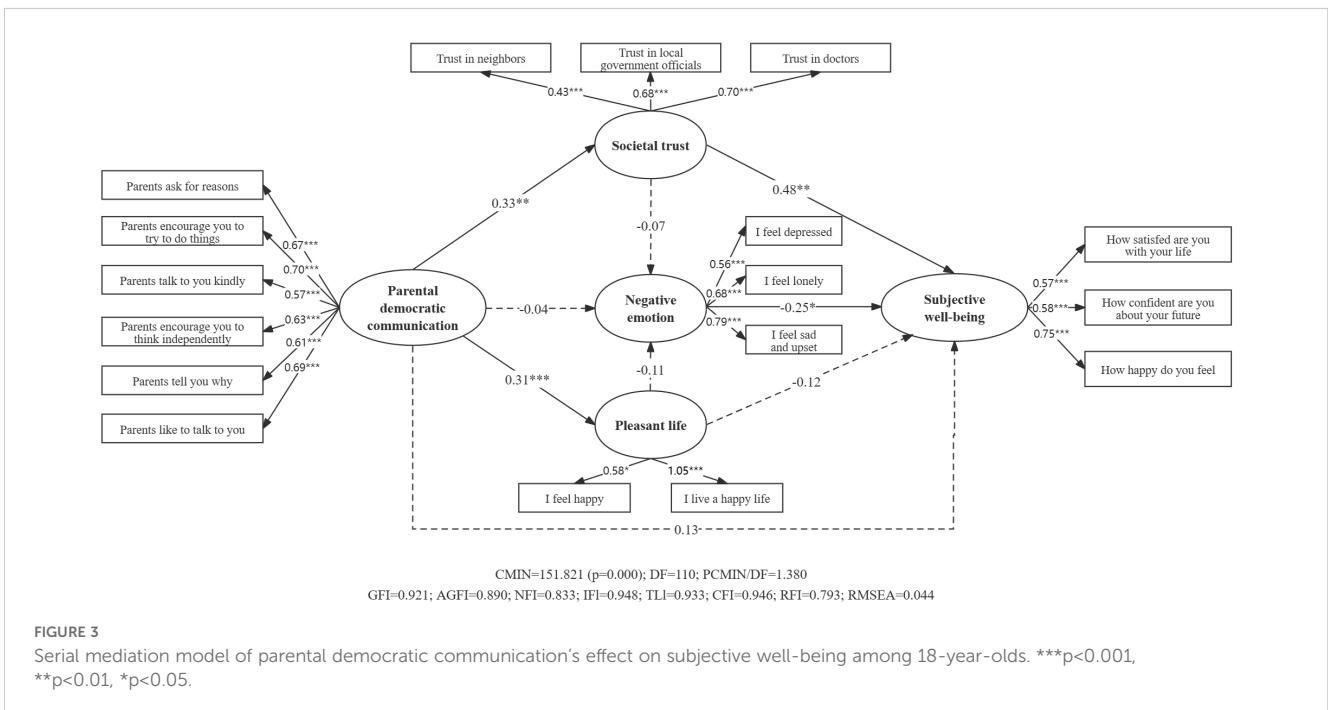 Trust in neighbors
Trust in local
government officials
Trust in doctors
0.43***
0.68***
0.70***
Societal trust
Parents ask for reasons
Parents encourage you to
try to do things
Parents talk to you kindly
Parents encourage you to
think independently
Parents tell you why
Parents like to talk to you
0.67***
0.70***
0.57***
0.63***
0.61***
0.69***
Parental
democratic
communication
0.33**
-0.04
0.31***
-0.07
Negative
emotion
-0.11
I feel depressed
I feel lonely
I feel sad
and upset
0.56***
0.68***
0.79***
0.48**
-0.25*
-0.12
Subjective
well-being
0.57***
0.58***
0.75***
How satisfied are you
with your life
How confident are you
about your future
How happy do you feel
Pleasant life
0.58*
1.05***
I feel happy
I live a happy life
0.13
CMIN=151.821 (p=0.000); DF=110; PCMIN/DF=1.380
GFI=0.921; AGFI=0.890; NFI=0.833; IFl=0.948; TLl=0.933; CFI=0.946; RFI=0.793; RMSEA=0.044
FIGURE 3
Serial mediation model of parental democratic communication's effect on subjective well-being among 18-year-olds. ***p<0.001,
**p<0.01, *p<0.05.